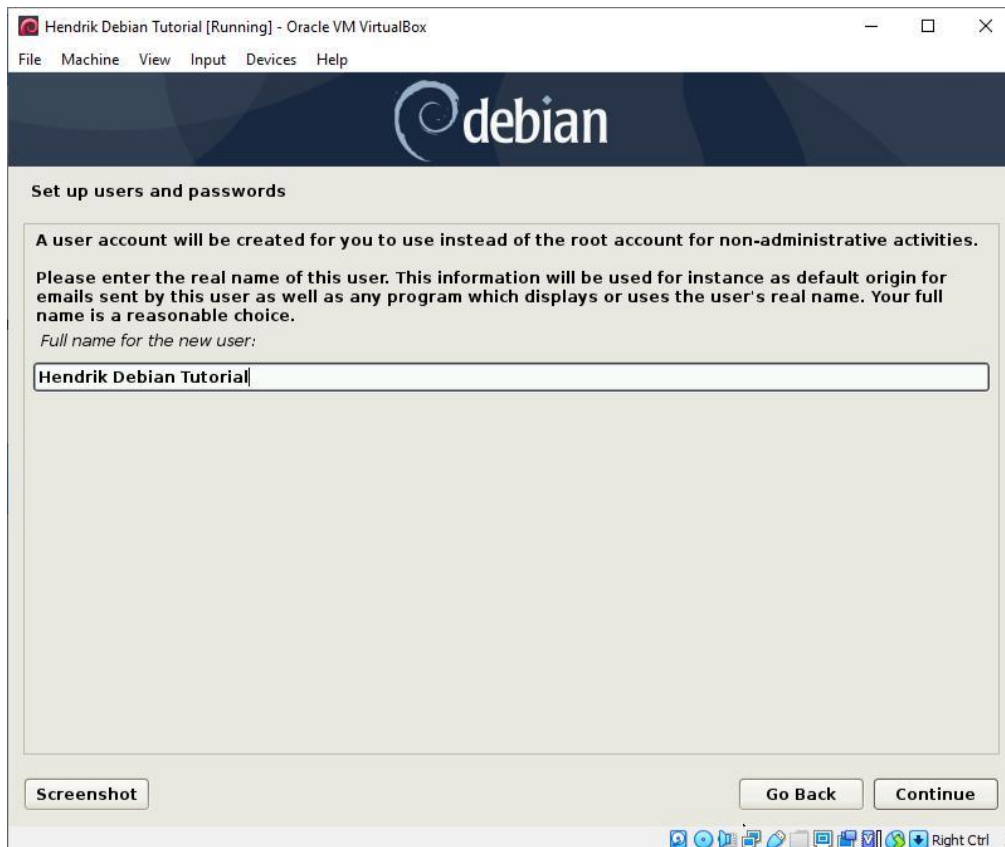 Hendrik Debian Tutorial [Running] - Oracle VM VirtualBox
File Machine View Input Devices Help
debian
Set up users and passwords
A user account will be created for you to use instead of the root account for non-administrative activities.
Please enter the real name of this user. This information will be used for instance as default origin for
emails sent by this user as well as any program which displays or uses the user's real name. Your full
name is a reasonable choice.
Full name for the new user:
Hendrik Debian Tutorial
Screenshot Go Back Continue
Right Ctrl